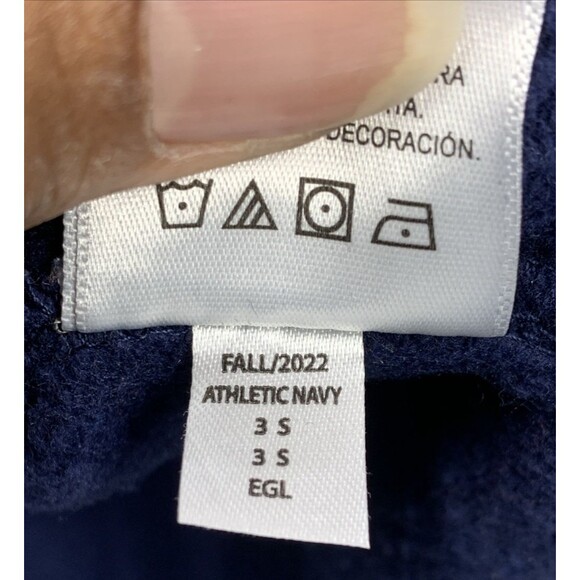 RA
TA.
DECORACIÓN.
FALL/2022
ATHLETIC NAVY
3 S
3 S
EGL